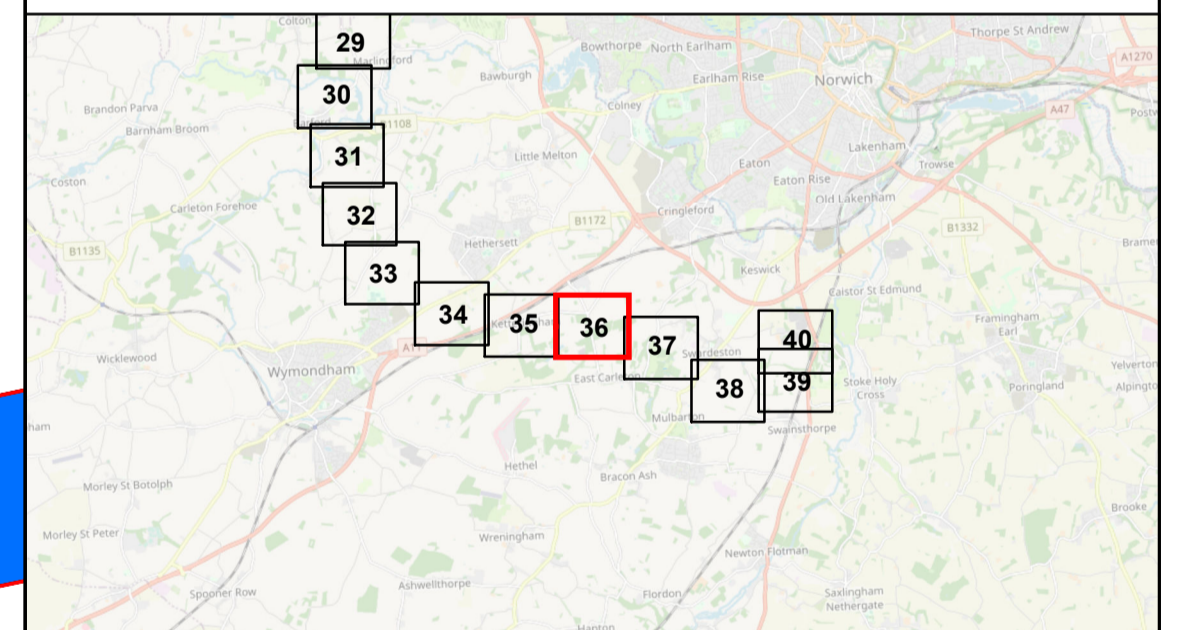 Colton
Thorpe St Andrew
29
Bowthorpe
North Earlham
Marlingford
A1270
Bawburgh
Earlham Rise
Norwich
30
Brandon Parva
Colney
A47
Barnham Broom
Barford
B1108
Lakenham
31
Little Melton
Eaton
Trowse
Coston
Eaton Rise
Old Lakenham
Carleton Forehoe
32
Cringleford
B1172
B1332
B1135
Hethersett
33
Keswick
Caistor St Edmund
34
35
36
Framingham
Earl
40
37
Swardeston
A11
Wicklewood
Wymondham
East Carleton
38
39
Stoke Holy
Cross
Poringland
Yelverton
Alpington
Mulbarton
Swainsthorpe
ham
Hethel
Bracon Ash
Morley St Botolph
Brooke
Morley St Peter
Wreningham
Newton Flotman
Ashwellthorpe
Spooner Row
Flordon
Saxlingham
Nethergate